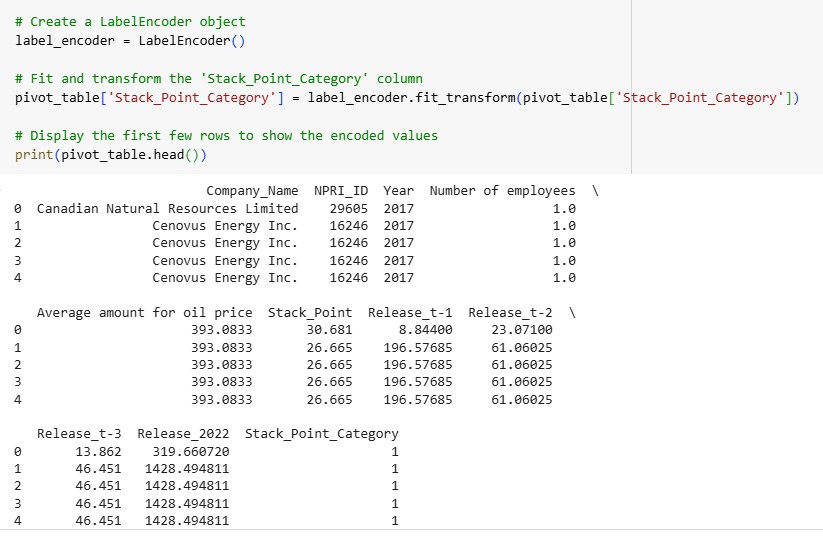 # Create a LabelEncoder object
label_encoder = LabelEncoder()
# Fit and transform the 'Stack_Point_Category' column
pivot_table['Stack_Point_Category'] = label_encoder.fit_transform(pivot_table['Stack_Point_Category'])
# Display the first few rows to show the encoded values
print(pivot_table.head())
Company_Name NPRI_ID Year Number of employees \
0 Canadian Natural Resources Limited 29605 2017 1.0
1 Cenovus Energy Inc. 16246 2017 1.0
2 Cenovus Energy Inc. 16246 2017 1.0
3 Cenovus Energy Inc. 16246 2017 1.0
4 Cenovus Energy Inc. 16246 2017 1.0
Average amount for oil price Stack_Point Release_t-1 Release_t-2 \
0 393.0833 30.681 8.84400 23.07100
1 393.0833 26.665 196.57685 61.06025
2 393.0833 26.665 196.57685 61.06025
3 393.0833 26.665 196.57685 61.06025
4 393.0833 26.665 196.57685 61.06025
Release_t-3 Release_2022 Stack_Point_Category
0 13.862 319.660720 1
1 46.451 1428.494811 1
2 46.451 1428.494811 1
3 46.451 1428.494811 1
4 46.451 1428.494811 1